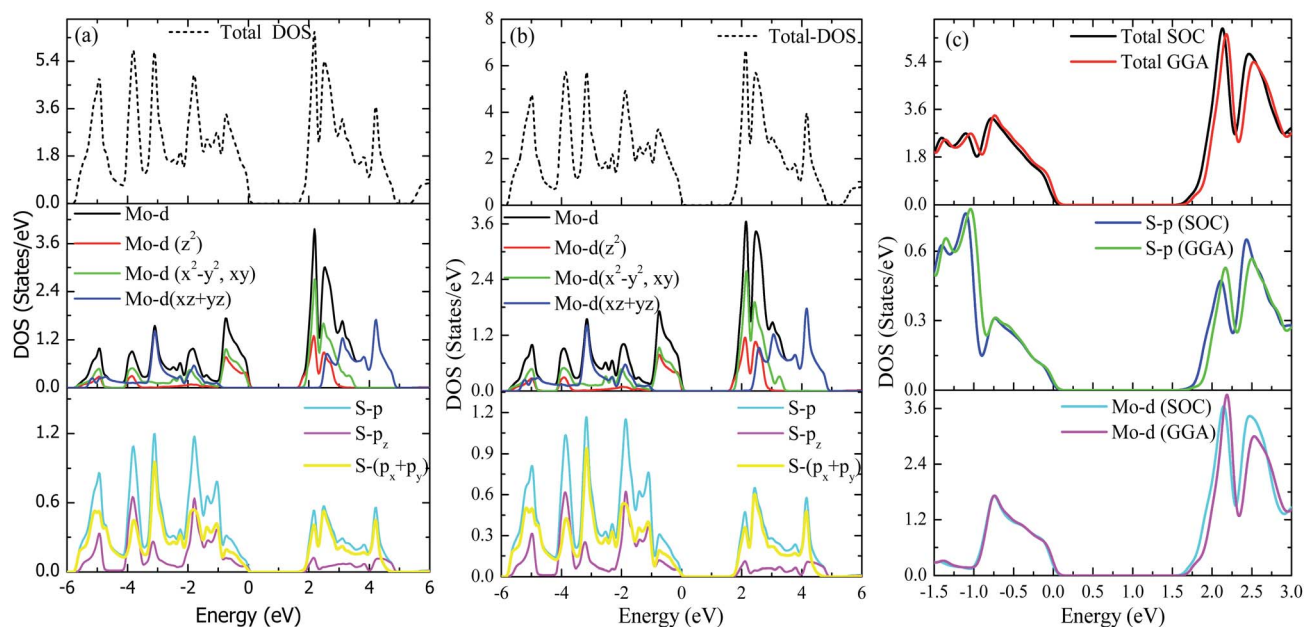 (a)
Total DOS
5.4
3.6
1.8
0.0
Mo-d
Mo-d (z²)
Mo-d (x²-y², xy)
Mo-d(xz+yz)
3.6
2.4
1.2
0.0
DOS (States/eV)
S-p
S-p_z
S-(p_x+p_y)
1.2
0.6
0.0
-6 -4 -2 0 2 4 6
Energy (eV)
(b)
Total-DOS
8
6
4
2
0
Mo-d
Mo-d(z²)
Mo-d(x²-y², xy)
Mo-d(xz+yz)
3.6
2.4
1.2
0.0
DOS (States/eV)
S-p
S-p_z
S-(p_x+p_y)
1.2
0.9
0.6
0.3
0.0
-6 -4 -2 0 2 4 6
Energy (eV)
(c)
Total SOC
Total GGA
5.4
3.6
1.8
0.0
S-p (SOC)
S-p (GGA)
0.6
0.3
0.0
DOS (States/eV)
Mo-d (SOC)
Mo-d (GGA)
3.6
2.4
1.2
0.0
-1.5 -1.0 -0.5 0.0 0.5 1.0 1.5 2.0 2.5 3.0
Energy (eV)